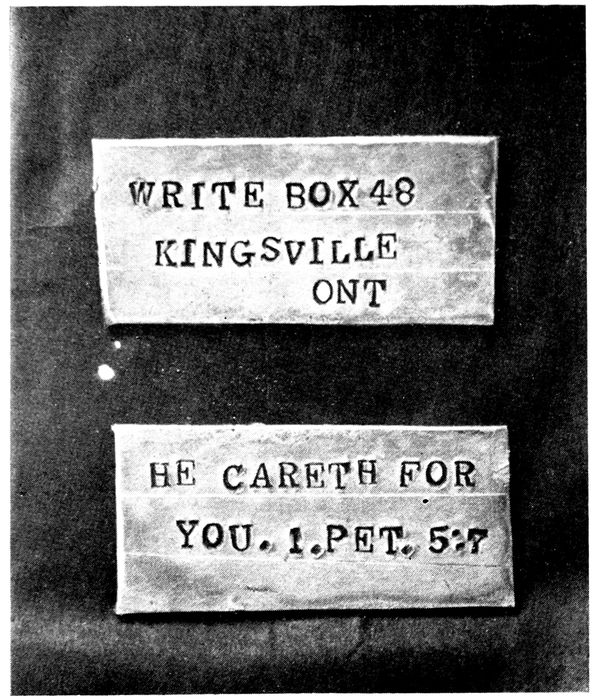 WRITE BOX 48
KINGSVILLE
ONT
HE CARETH FOR
YOU. 1. PET. 5:7